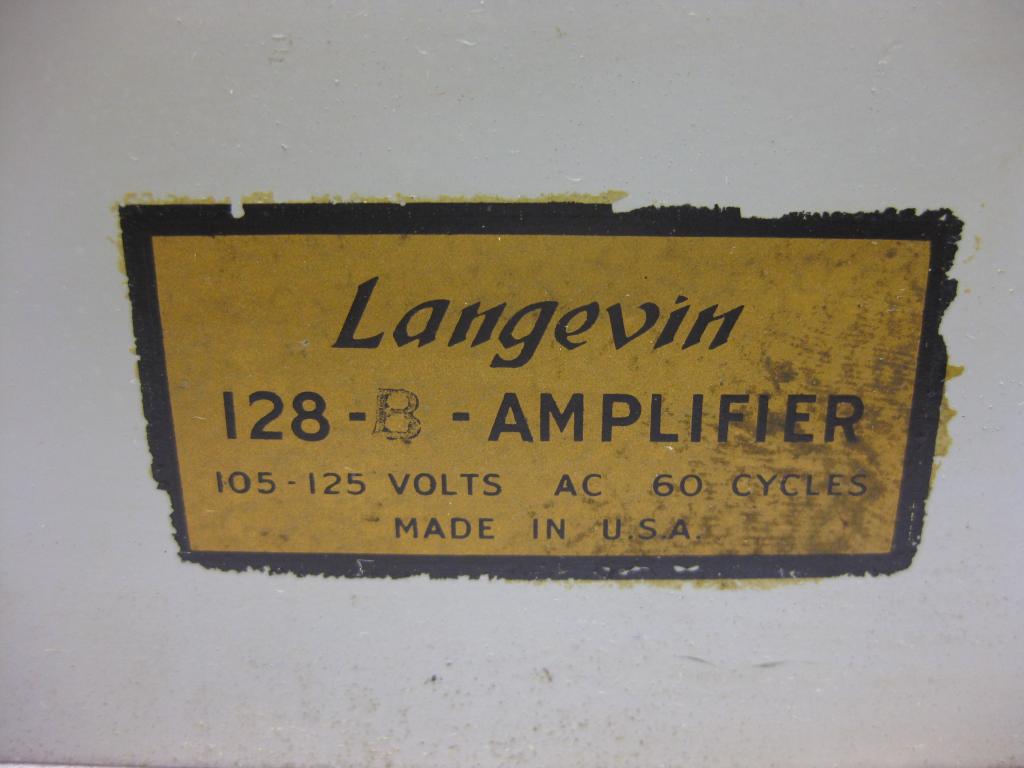 Langevin
128-B-AMPLIFIER
105-125 VOLTS AC 60 CYCLES
MADE IN U.S.A.